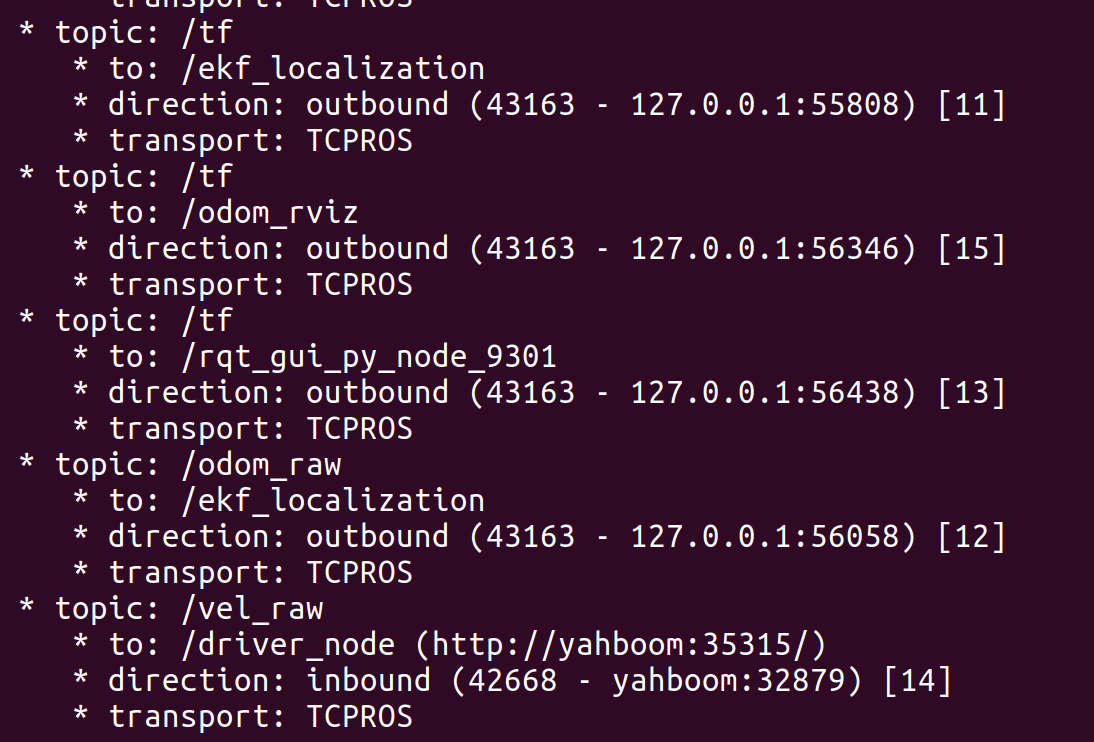 transport: TCPROS
* topic: /tf
* to: /ekf_localization
* direction: outbound (43163 - 127.0.0.1:55808) [11]
* transport: TCPROS
* topic: /tf
* to: /odom_rviz
* direction: outbound (43163 - 127.0.0.1:56346) [15]
* transport: TCPROS
* topic: /tf
* to: /rqt_gui_py_node_9301
* direction: outbound (43163 - 127.0.0.1:56438) [13]
* transport: TCPROS
* topic: /odom_raw
* to: /ekf_localization
* direction: outbound (43163 - 127.0.0.1:56058) [12]
* transport: TCPROS
* topic: /vel_raw
* to: /driver_node (http://yahboom:35315/)
* direction: inbound (42668 - yahboom:32879) [14]
* transport: TCPROS